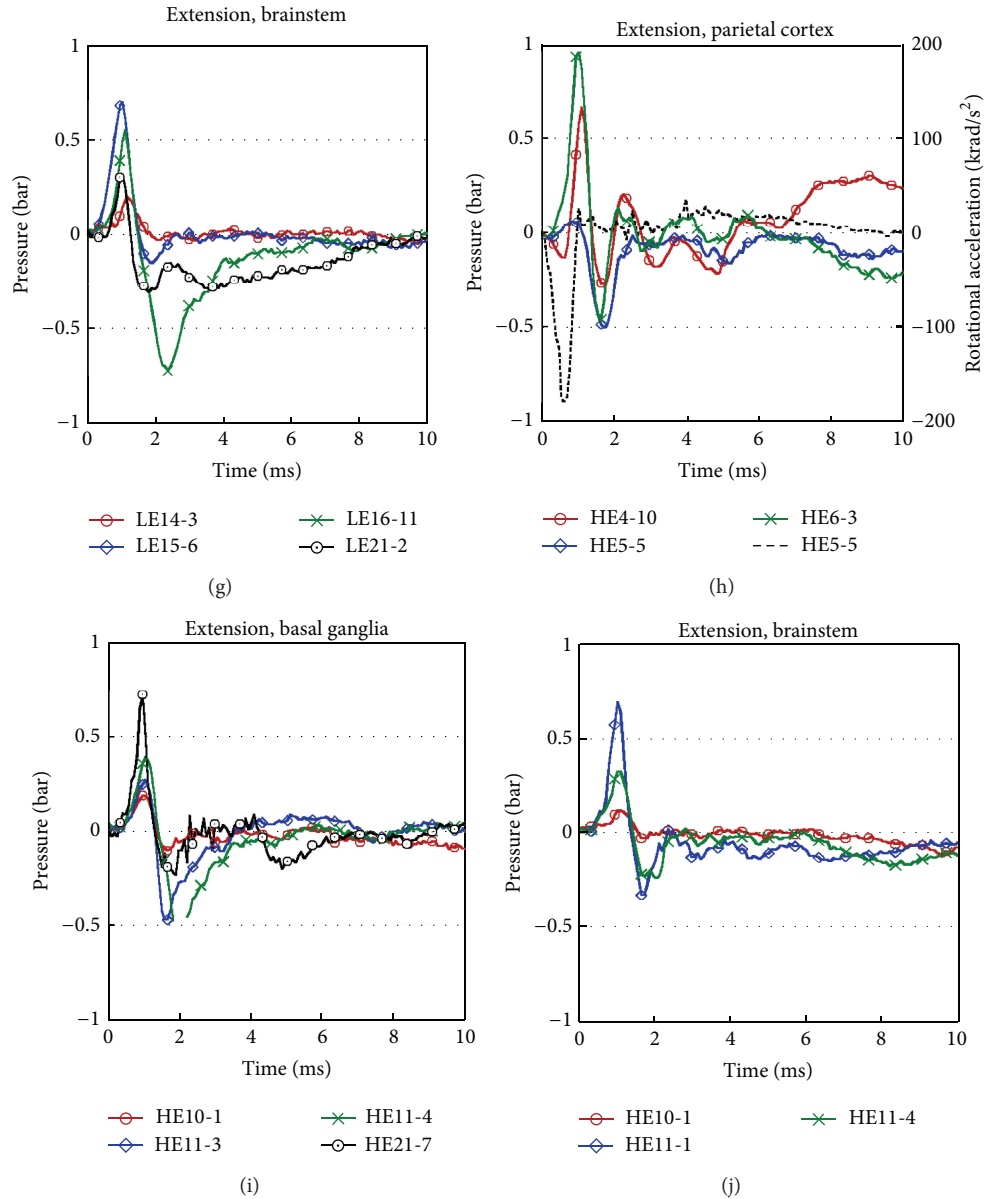 Extension, brainstem
1
0.5
0
−0.5
−1
Pressure (bar)
0 2 4 6 8 10
Time (ms)
LE14-3 LE16-11
LE15-6 LE21-2
(g)
Extension, parietal cortex
1 200
0.5 100
0 0
−0.5 −100
−1 −200
Pressure (bar)
Rotational acceleration (krad/s²)
0 2 4 6 8 10
Time (ms)
HE4-10 HE6-3
HE5-5 HE5-5
(h)
Extension, basal ganglia
1
0.5
0
−0.5
−1
Pressure (bar)
0 2 4 6 8 10
Time (ms)
HE10-1 HE11-4
HE11-3 HE21-7
(i)
Extension, brainstem
1
0.5
0
−0.5
−1
Pressure (bar)
0 2 4 6 8 10
Time (ms)
HE10-1 HE11-4
HE11-1
(j)